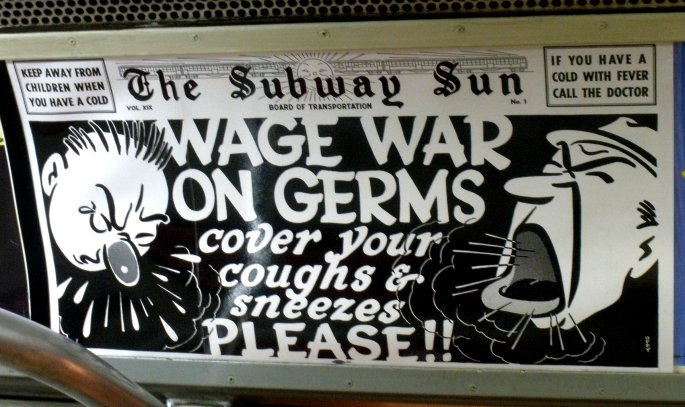 KEEP AWAY FROM
CHILDREN WHEN
YOU HAVE A COLD
The Subway Sun
VOL. XIX
BOARD OF TRANSPORTATION
No. 1
IF YOU HAVE A
COLD WITH FEVER
CALL THE DOCTOR
WAGE WAR
ON GERMS
cover your
coughs &
sneezes
PLEASE!!